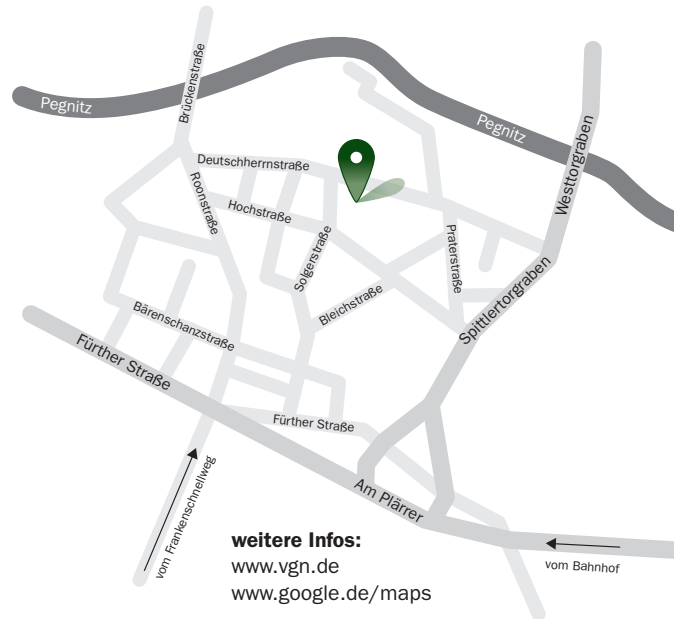 Pegnitz
Brückenstraße
Pegnitz
Westtorgraben
Deutschherrnstraße
Roonstraße
Hochstraße
Solgerstraße
Praterstraße
Bleichstraße
Spittlertorgraben
Bärenschanzstraße
Fürther Straße
Fürther Straße
Am Plärrer
vom Frankenschnellweg
vom Bahnhof
weitere Infos:
www.vgn.de
www.google.de/maps